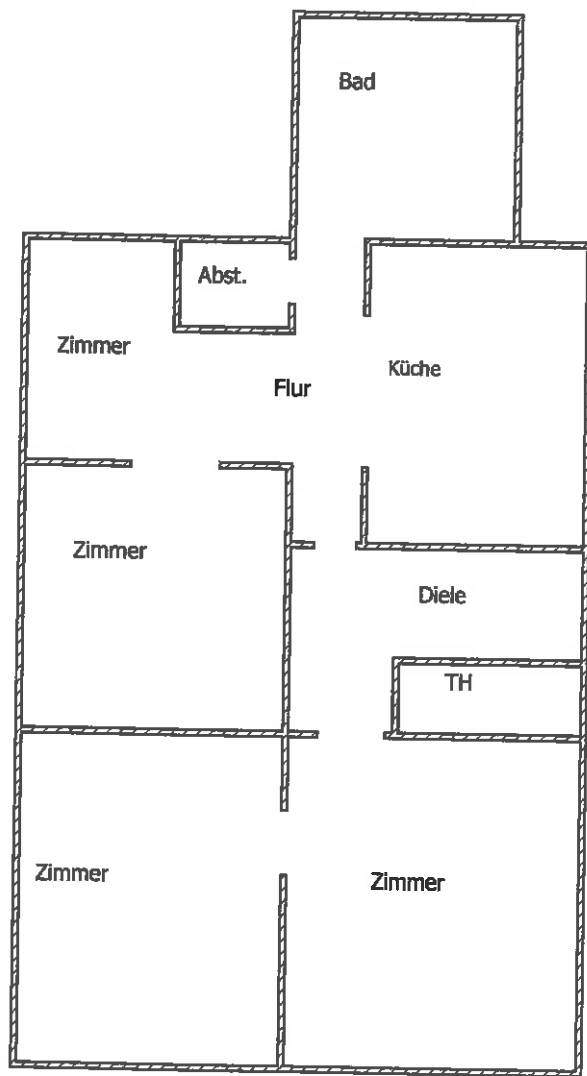 Bad
Abst.
Zimmer
Küche
Flur
Zimmer
Diele
TH
Zimmer
Zimmer